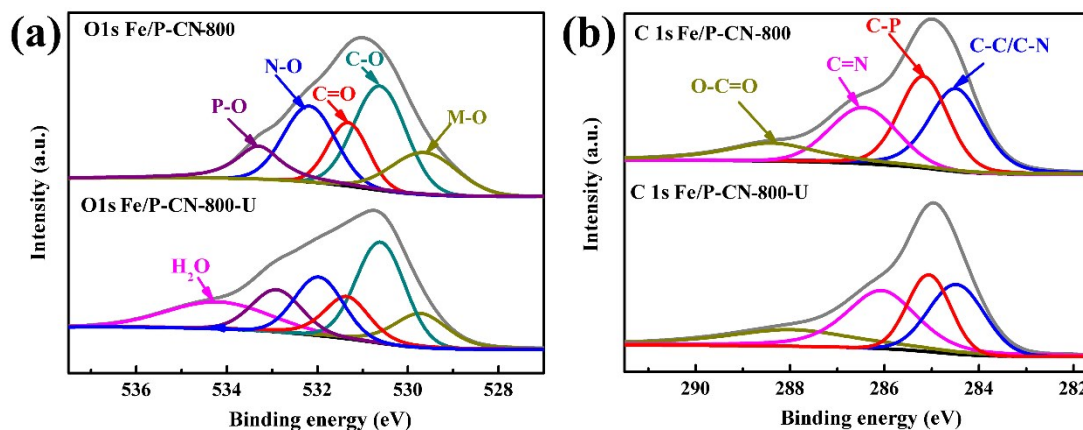 (a)
O1s Fe/P-CN-800
P-O
N-O
C=O
C-O
M-O
O1s Fe/P-CN-800-U
H2O
Intensity (a.u.)
536
534
532
530
528
Binding energy (eV)
(b)
C 1s Fe/P-CN-800
O-C=O
C=N
C-P
C-C/C-N
C 1s Fe/P-CN-800-U
Intensity (a.u.)
290
288
286
284
282
Binding energy (eV)